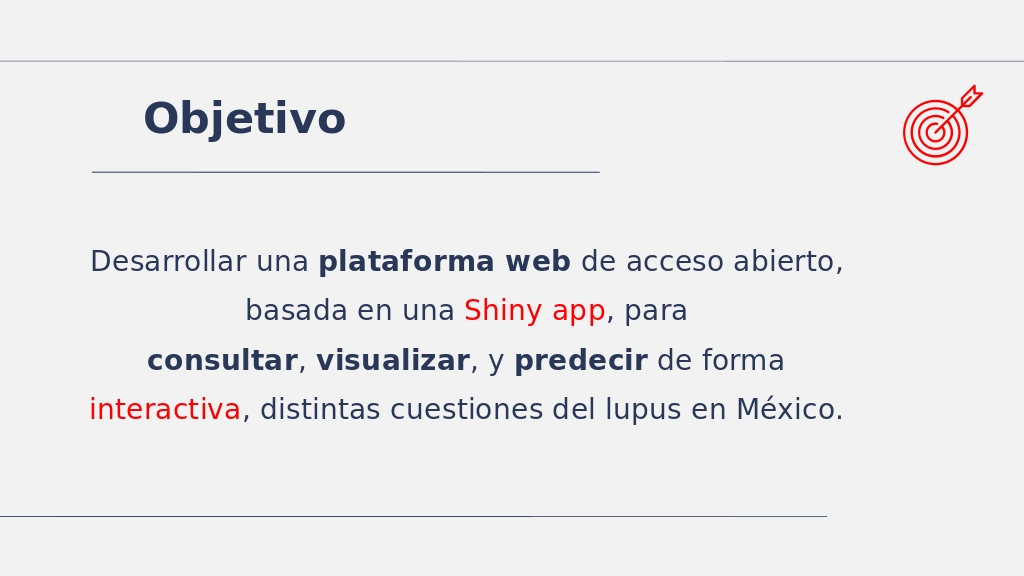 Objetivo
Desarrollar una plataforma web de acceso abierto,
basada en una Shiny app, para
consultar, visualizar, y predecir de forma
interactiva, distintas cuestiones del lupus en México.